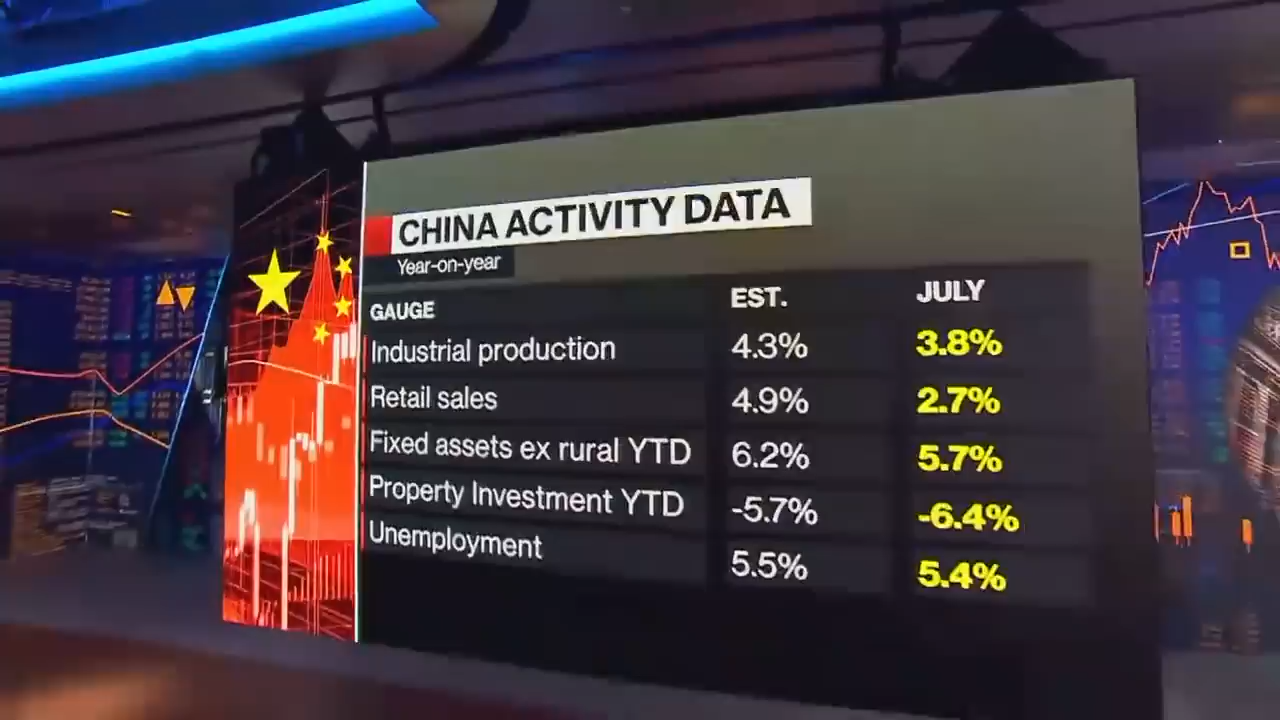 CHINA ACTIVITY DATA
Year-on-year
GAUGE EST. JULY
Industrial production 4.3% 3.8%
Retail sales 4.9% 2.7%
Fixed assets ex rural YTD 6.2% 5.7%
Property Investment YTD -5.7% -6.4%
Unemployment 5.5% 5.4%